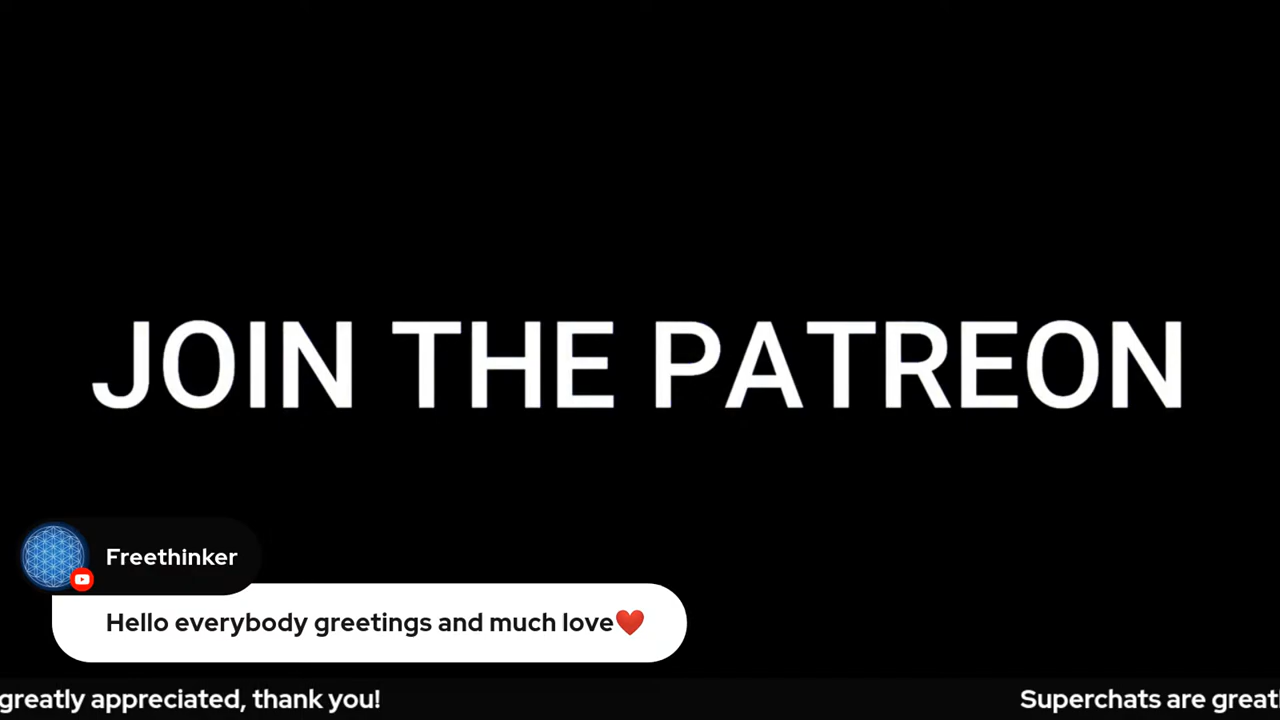 JOIN THE PATREON
Freethinker
Hello everybody greetings and much love❤️
greatly appreciated, thank you!
Superchats are great